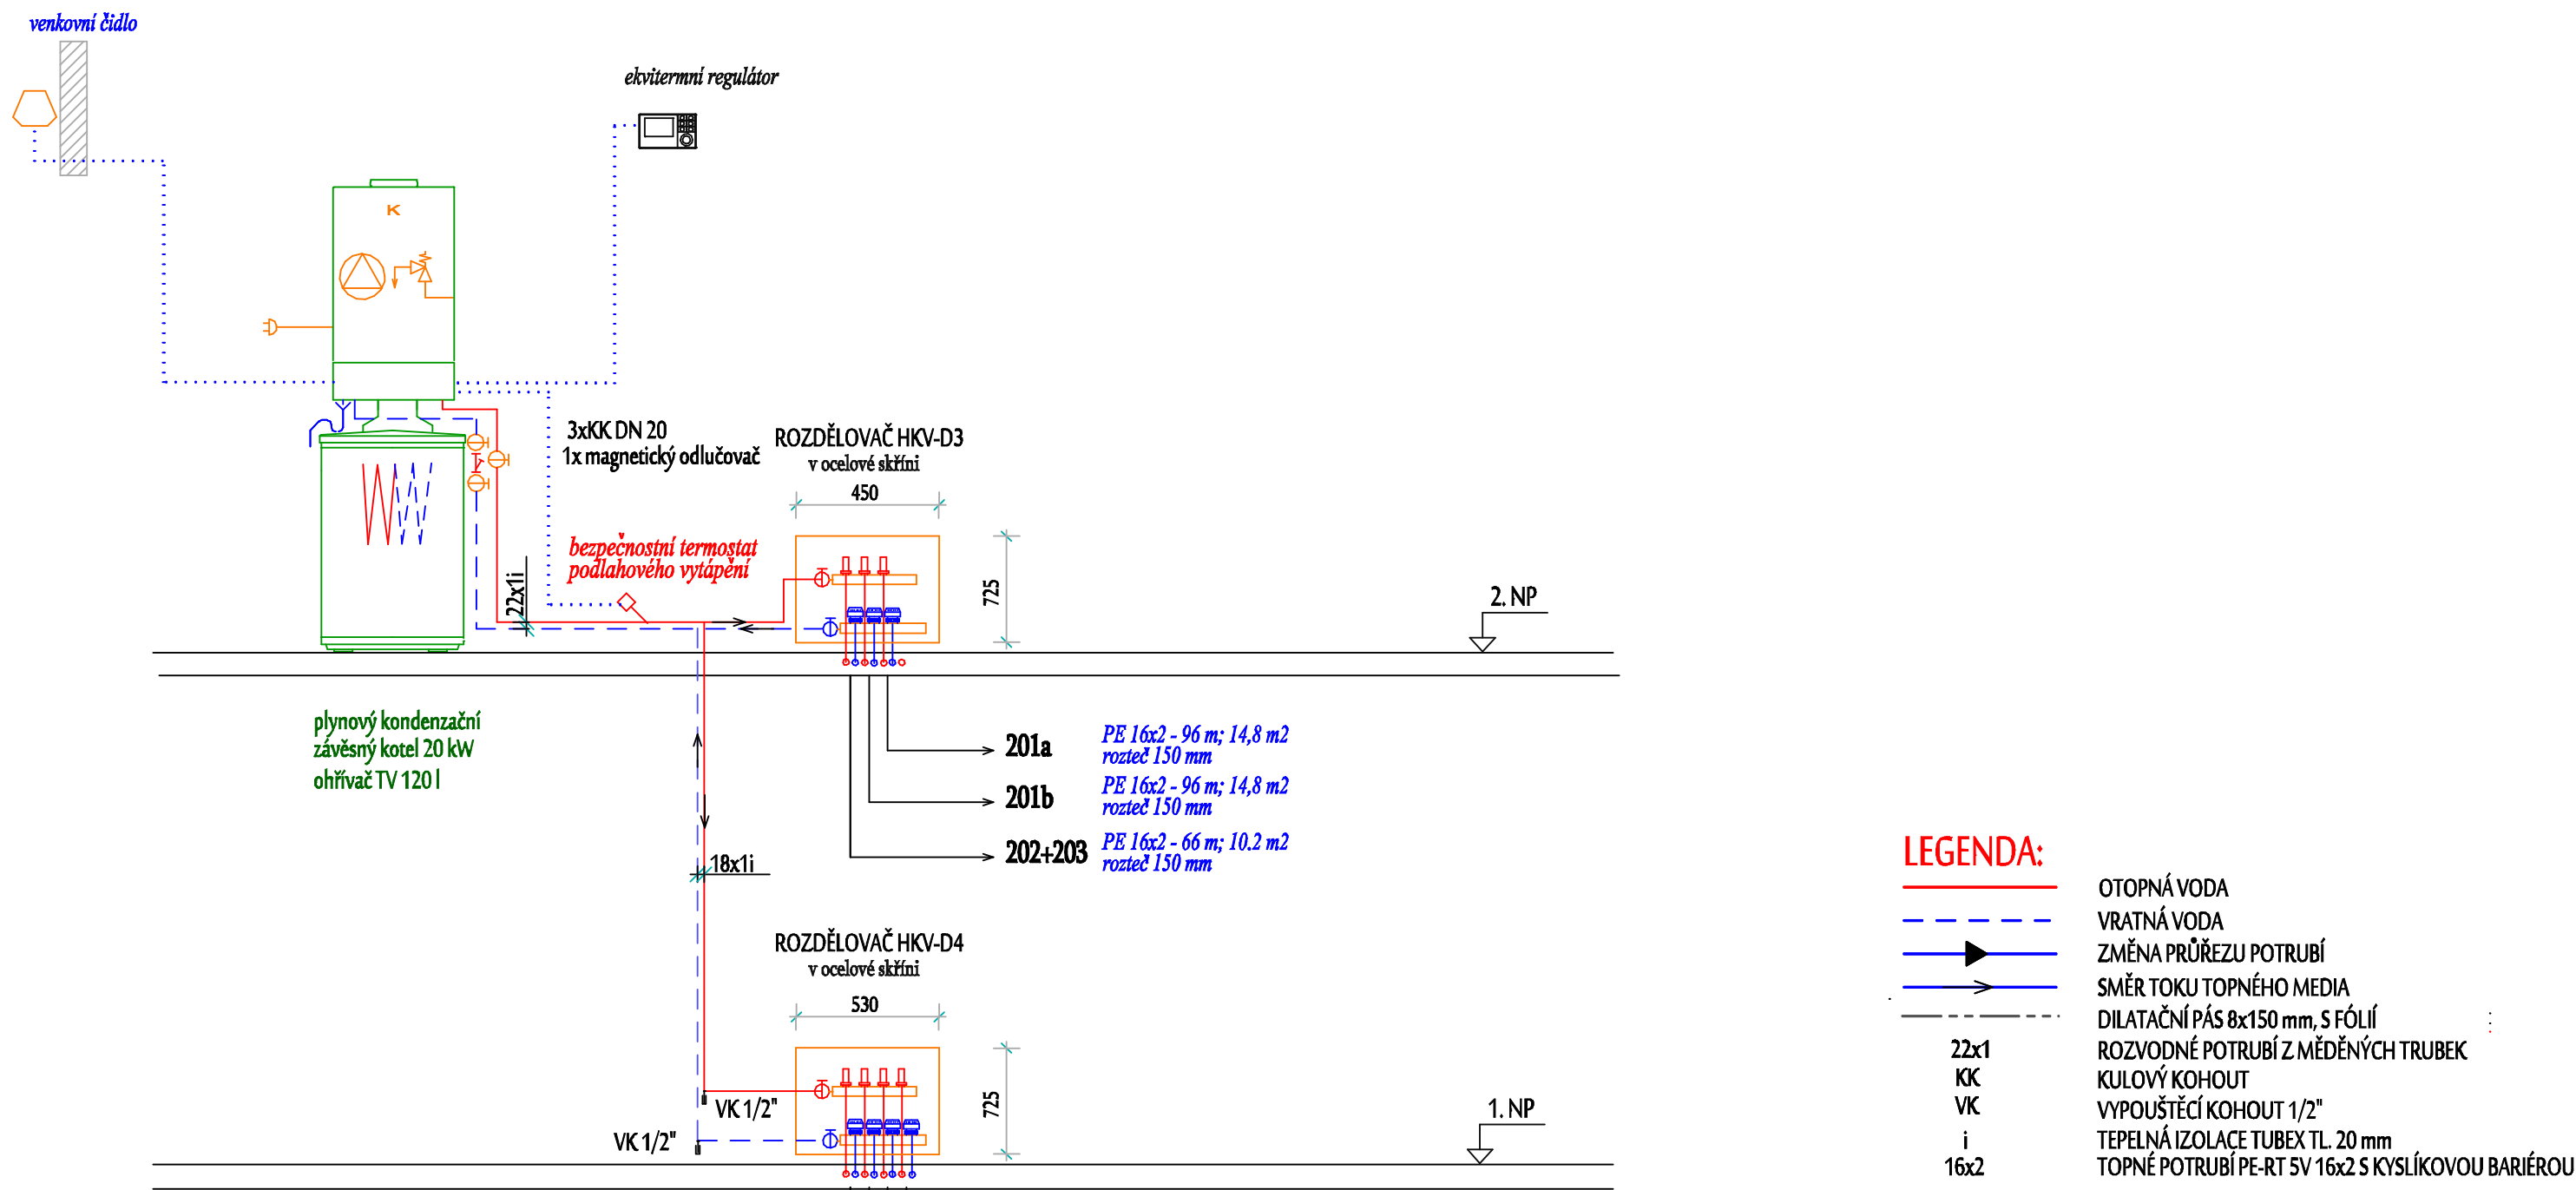 venkovní čidlo
ekvitermní regulátor
K
3xKK DN 20
1x magnetický odlučovač
ROZDĚLOVAČ HKV-D3
v ocelové skříni
450
bezpečnostní termostat
podlahového vytápění
22x1i
725
2. NP
plynový kondenzační
závěsný kotel 20 kW
ohřívač TV 120 l
201a
PE 16x2 - 96 m; 14,8 m2
rozteč 150 mm
201b
PE 16x2 - 96 m; 14,8 m2
rozteč 150 mm
202+203
PE 16x2 - 66 m; 10.2 m2
rozteč 150 mm
18x1i
ROZDĚLOVAČ HKV-D4
v ocelové skříni
530
725
VK 1/2"
VK 1/2"
1. NP
LEGENDA:
OTOPNÁ VODA
VRATNÁ VODA
ZMĚNA PRŮŘEZU POTRUBÍ
SMĚR TOKU TOPNÉHO MEDIA
DILATAČNÍ PÁS 8x150 mm, S FÓLIÍ
22x1 ROZVODNÉ POTRUBÍ Z MĚDĚNÝCH TRUBEK
KK KULOVÝ KOHOUT
VK VYPOUŠTĚCÍ KOHOUT 1/2"
i TEPELNÁ IZOLACE TUBEX TL. 20 mm
16x2 TOPNÉ POTRUBÍ PE-RT 5V 16x2 S KYSLÍKOVOU BARIÉROU